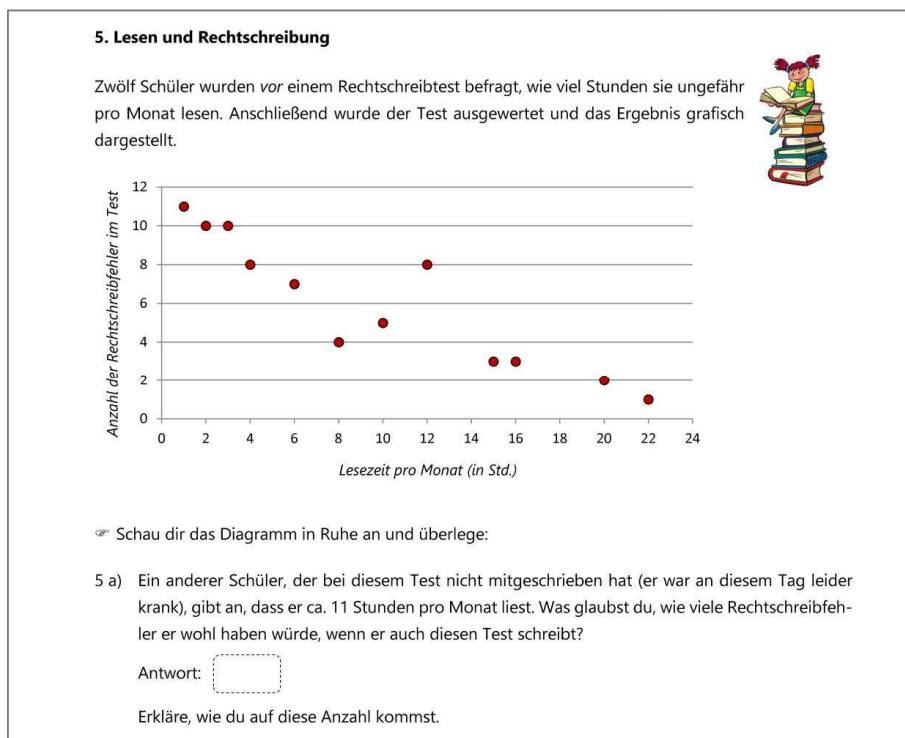 5. Lesen und Rechtschreibung
Zwölf Schüler wurden vor einem Rechtschreibtest befragt, wie viel Stunden sie ungefähr
pro Monat lesen. Anschließend wurde der Test ausgewertet und das Ergebnis grafisch
dargestellt.
Anzahl der Rechtschreibfehler im Test
12
10
8
6
4
2
0
0 2 4 6 8 10 12 14 16 18 20 22 24
Lesezeit pro Monat (in Std.)
☞ Schau dir das Diagramm in Ruhe an und überlege:
5 a) Ein anderer Schüler, der bei diesem Test nicht mitgeschrieben hat (er war an diesem Tag leider
krank), gibt an, dass er ca. 11 Stunden pro Monat liest. Was glaubst du, wie viele Rechtschreibfeh-
ler er wohl haben würde, wenn er auch diesen Test schreibt?
Antwort:
Erkläre, wie du auf diese Anzahl kommst.